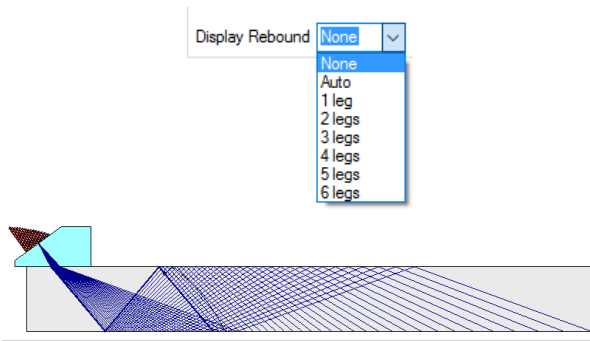 Display Rebound None
None
Auto
1 leg
2 legs
3 legs
4 legs
5 legs
6 legs